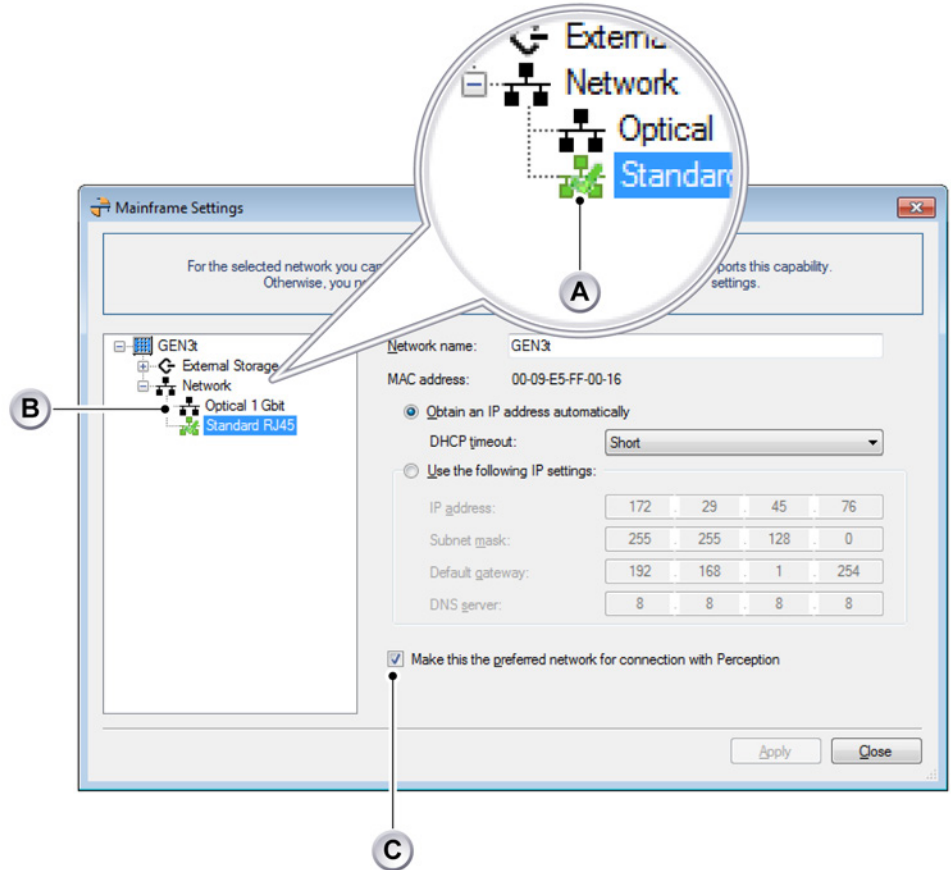 Externa
Network
Optical
Standard
A
Mainframe Settings
For the selected network you ca
ports this capability.
Otherwise, you n
settings.
GEN3t
External Storage
Network
Optical 1 Gbit
Standard RJ45
B
Network name: GEN3t
MAC address: 00-09-E5-FF-00-16
Obtain an IP address automatically
DHCP timeout: Short
Use the following IP settings:
IP address: 172 . 29 . 45 . 76
Subnet mask: 255 . 255 . 128 . 0
Default gateway: 192 . 168 . 1 . 254
DNS server: 8 . 8 . 8 . 8
Make this the preferred network for connection with Perception
Apply Close
C